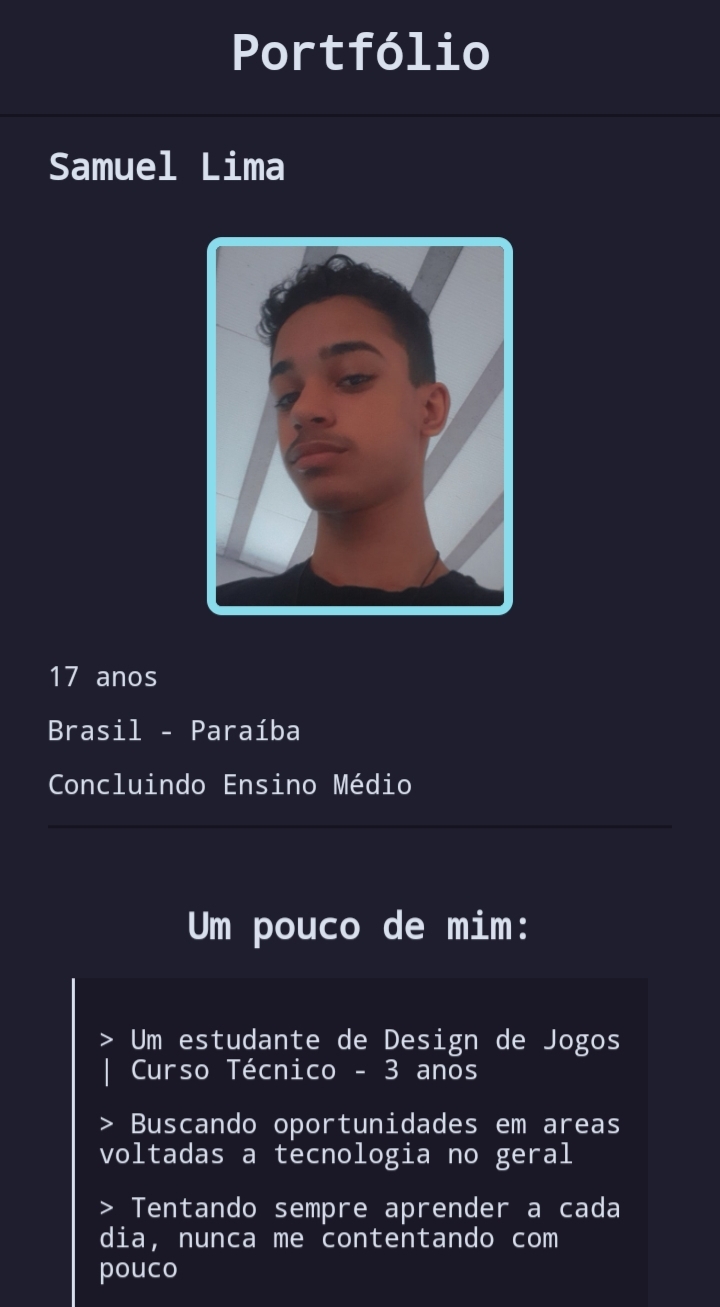 Portfólio
Samuel Lima
17 anos
Brasil - Paraíba
Concluindo Ensino Médio
Um pouco de mim:
> Um estudante de Design de Jogos
| Curso Técnico - 3 anos
> Buscando oportunidades em areas
voltadas a tecnologia no geral
> Tentando sempre aprender a cada
dia, nunca me contentando com
pouco